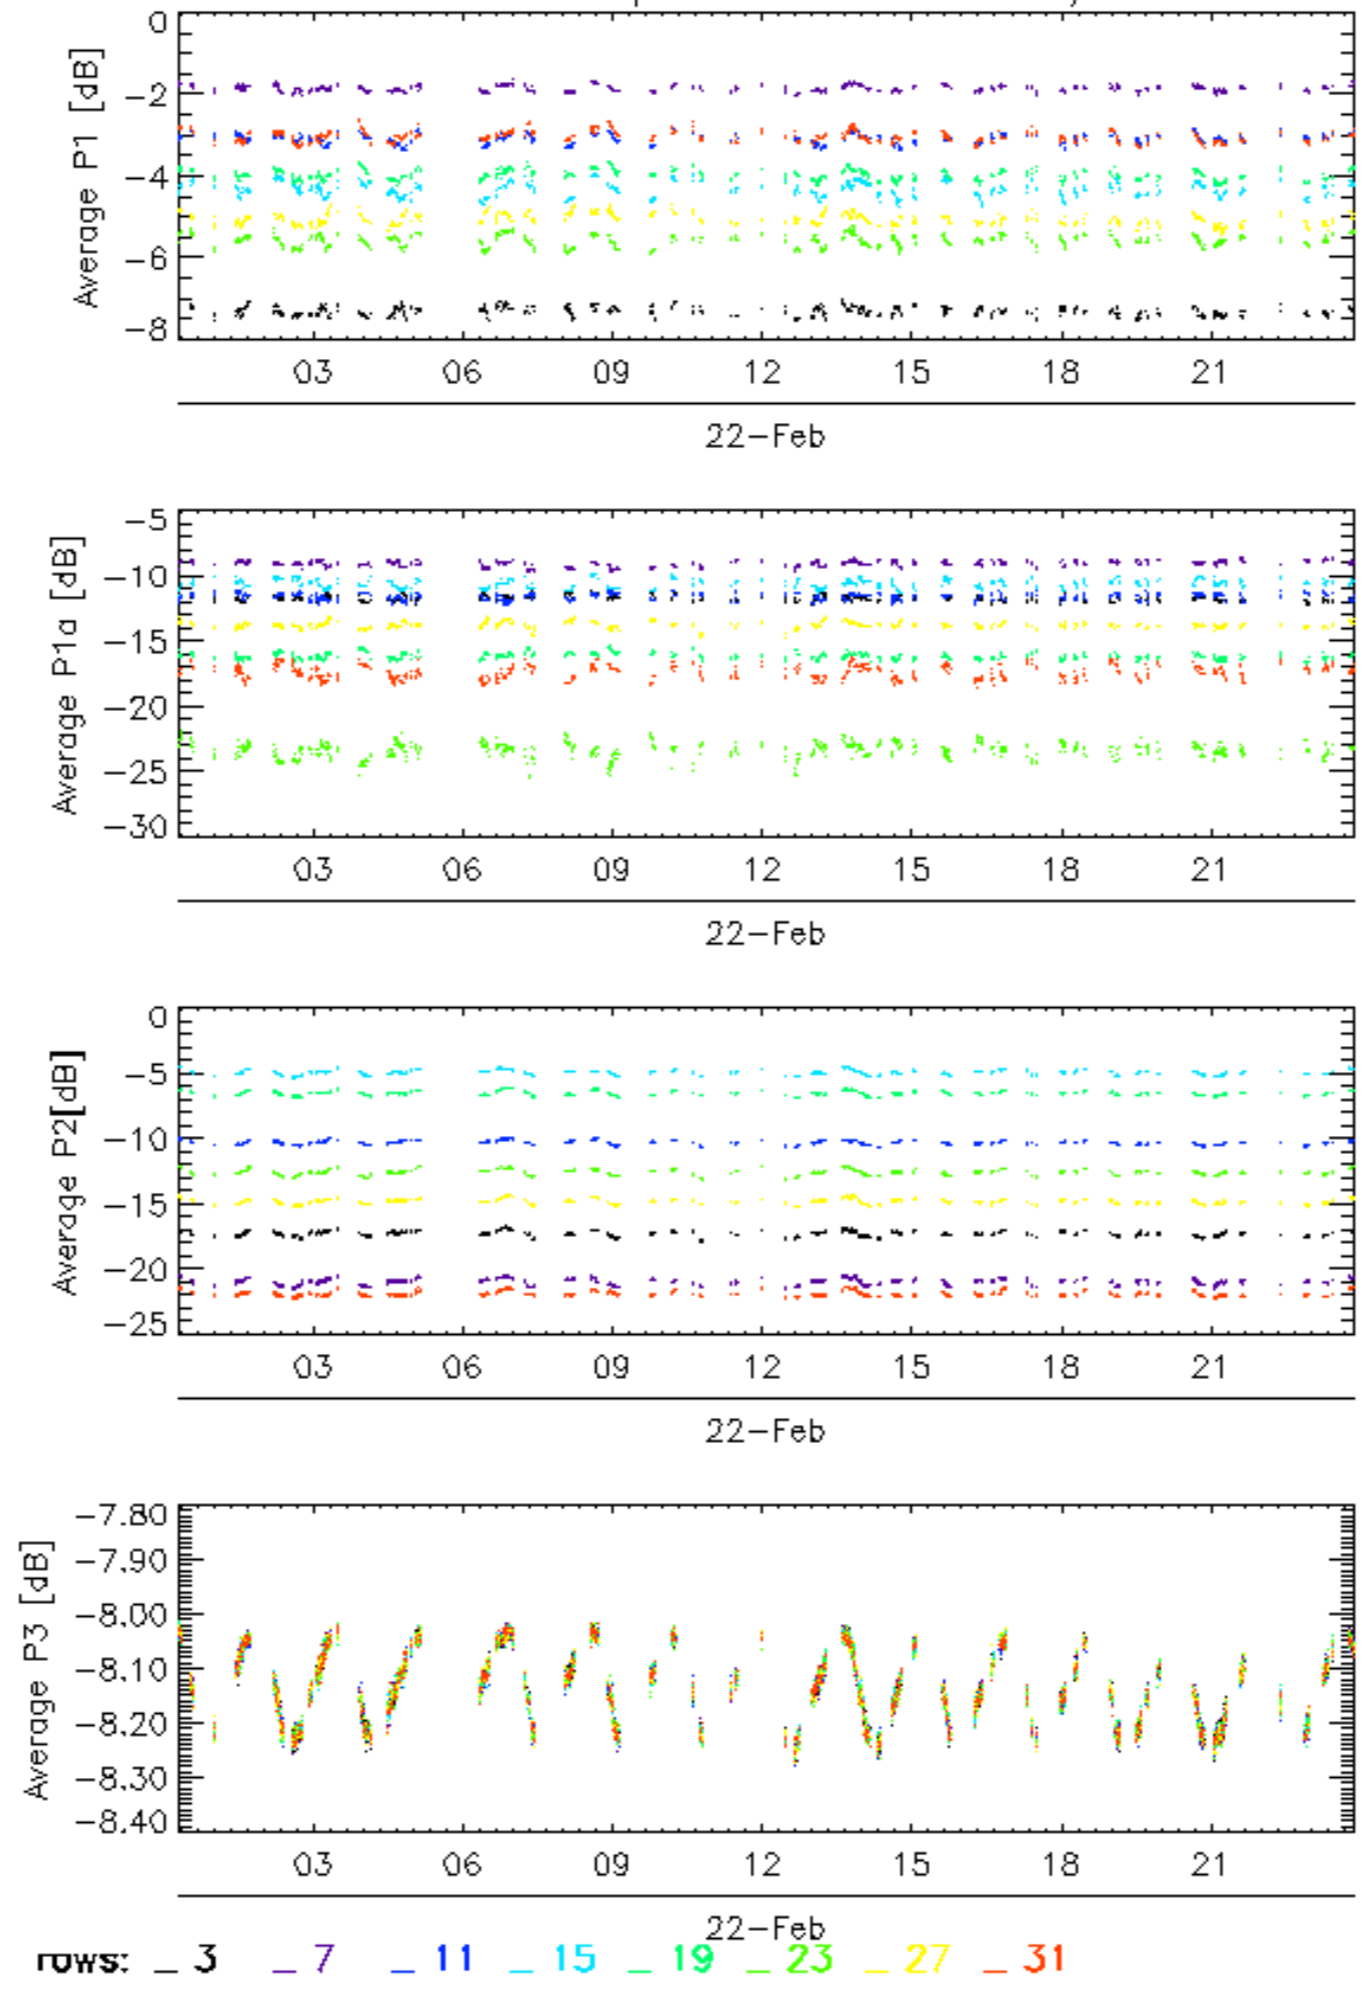 Average P1 [dB]
0
−2
−4
−6
−8
03 06 09 12 15 18 21
22−Feb
Average P1a [dB]
−5
−10
−15
−20
−25
−30
03 06 09 12 15 18 21
22−Feb
Average P2[dB]
0
−5
−10
−15
−20
−25
03 06 09 12 15 18 21
22−Feb
Average P3 [dB]
−7.80
−7.90
−8.00
−8.10
−8.20
−8.30
−8.40
03 06 09 12 15 18 21
22−Feb
rows: _ 3 _ 7 _ 11 _ 15 _ 19 _ 23 _ 27 _ 31